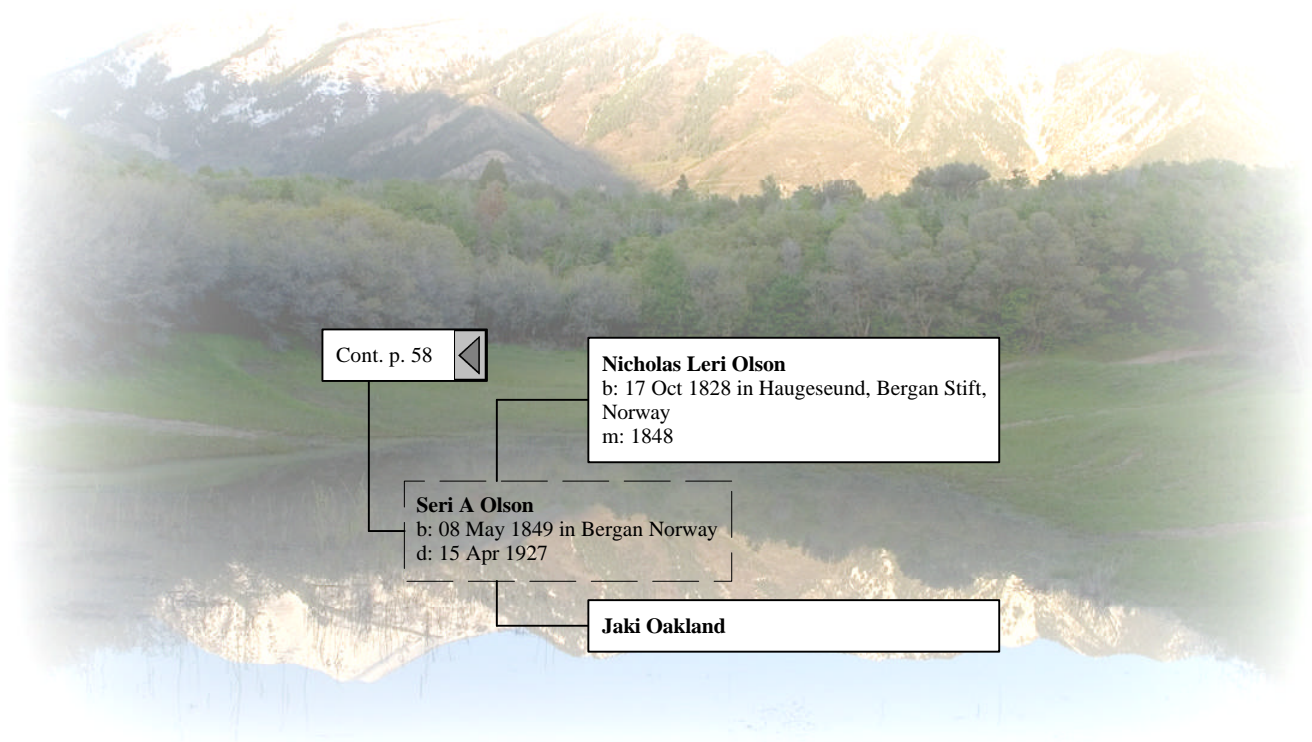 Cont. p. 58
Nicholas Leri Olson
b: 17 Oct 1828 in Haugeseund, Bergan Stift,
Norway
m: 1848
Seri A Olson
b: 08 May 1849 in Bergan Norway
d: 15 Apr 1927
Jaki Oakland